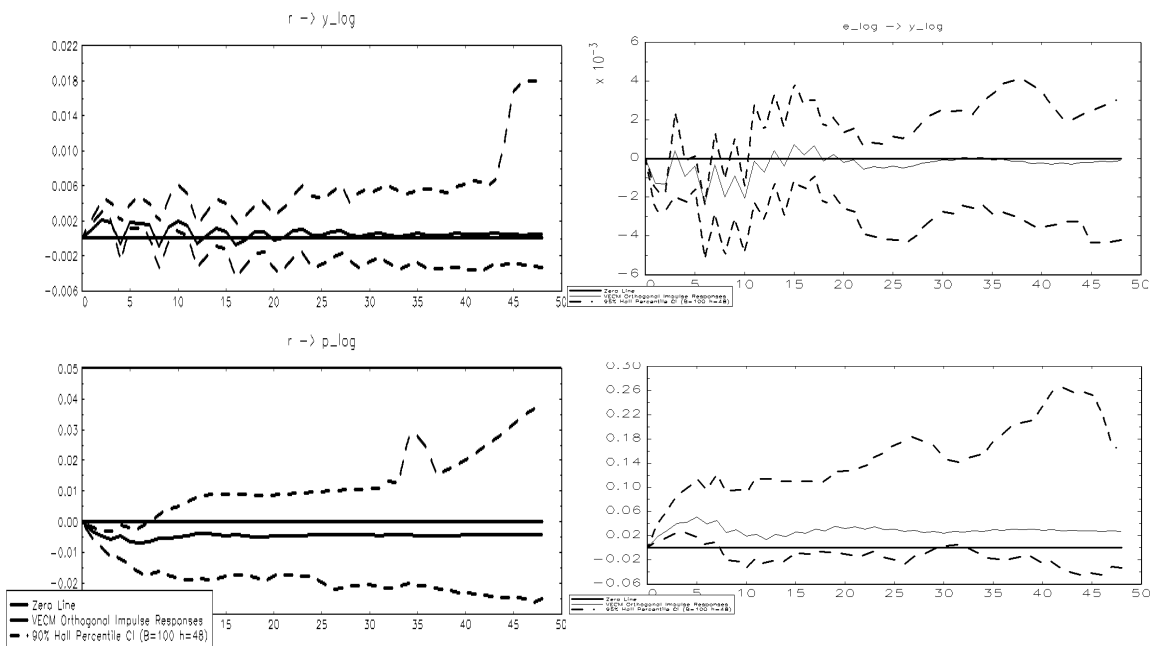 r -> y_log
0.022
0.018
0.014
0.010
0.006
0.002
-0.002
-0.006
0 5 10 15 20 25 30 35 40 45 50
e_log -> y_log
x 10⁻³
6
4
2
0
-2
-4
-6
0 5 10 15 20 25 30 35 40 45 50
Zero Line
VECM Orthogonal Impulse Responses
95% Hall Percentile CI (B=100 h=48)
r -> p_log
0.05
0.04
0.03
0.02
0.01
0.00
-0.01
-0.02
0 5 10 15 20 25 30 35 40 45 50
Zero Line
VECM Orthogonal Impulse Responses
90% Hall Percentile CI (B=100 h=48)
0.30
0.26
0.22
0.18
0.14
0.10
0.06
0.02
-0.02
-0.06
0 5 10 15 20 25 30 35 40 45 50
Zero Line
VECM Orthogonal Impulse Responses
95% Hall Percentile CI (B=100 h=48)